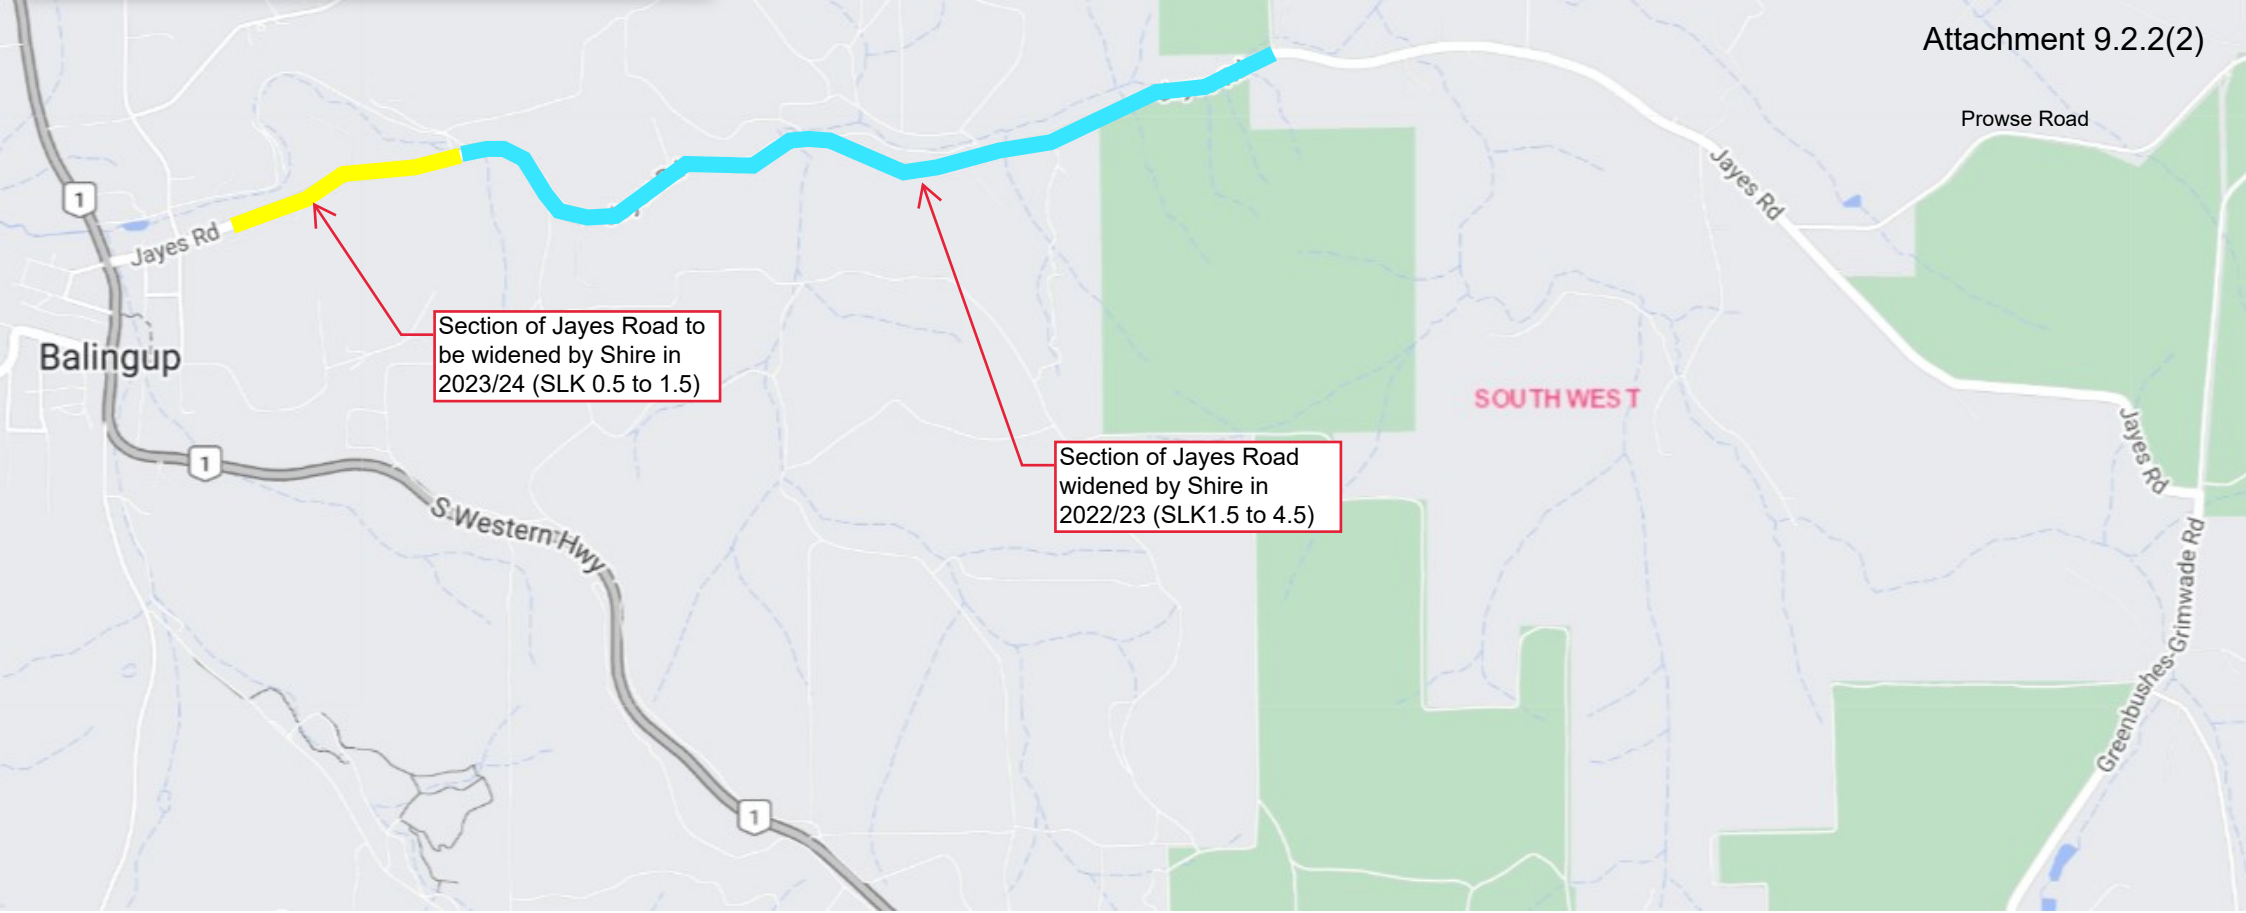 Attachment 9.2.2(2)
Prowse Road
Jayes Rd
1
Jayes Rd
Section of Jayes Road to
be widened by Shire in
2023/24 (SLK 0.5 to 1.5)
Balingup
SOUTH WEST
Jayes Rd
1
Section of Jayes Road
widened by Shire in
2022/23 (SLK1.5 to 4.5)
S Western Hwy
Greenbushes-Grimwade Rd
1